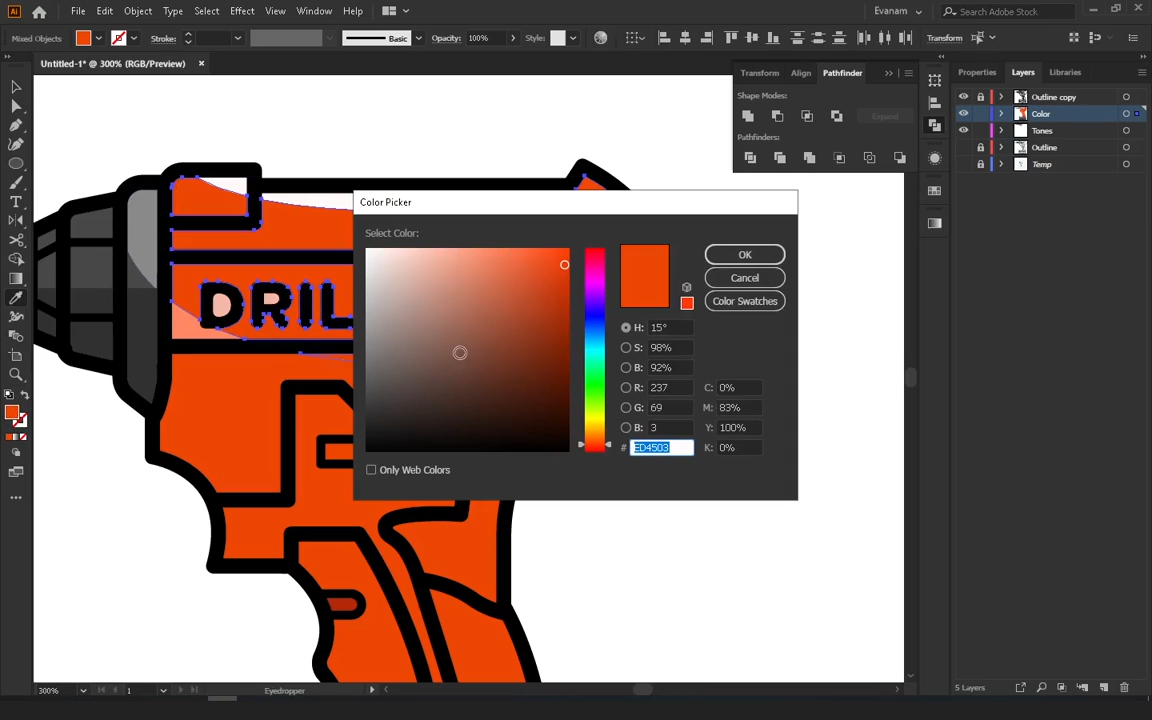 Ai File Edit Object Type Select Effect View Window Help Evanam Search Adobe Stock
Mixed Objects Stroke: Basic Opacity: 100% Style: Transform
Untitled-1* @ 300% (RGB/Preview) ×
Transform Align Pathfinder
Shape Modes:
Expand
Pathfinders:
Properties Layers Libraries
Outline copy
Color
Tones
Outline
Temp
DRIL
Color Picker
Select Color:
OK
Cancel
Color Swatches
H: 15°
S: 98%
B: 92%
R: 237 C: 0%
G: 69 M: 83%
B: 3 Y: 100%
# ED4503 K: 0%
Only Web Colors
300% 1 Eyedropper 5 Layers